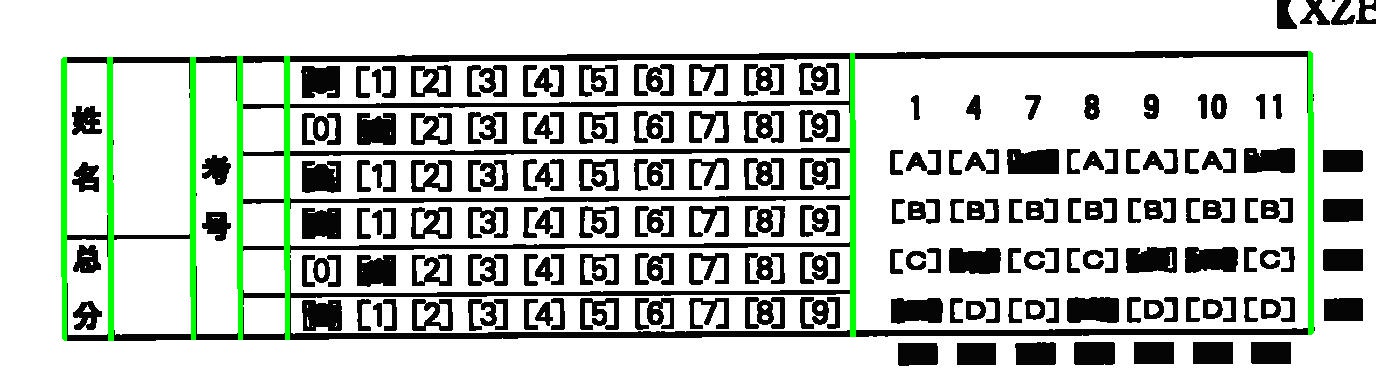 【XZE
姓名
总分
考号
[1] [2] [3] [4] [5] [6] [7] [8] [9]
[0] [2] [3] [4] [5] [6] [7] [8] [9]
[1] [2] [3] [4] [5] [6] [7] [8] [9]
[1] [2] [3] [4] [5] [6] [7] [8] [9]
[0] [2] [3] [4] [5] [6] [7] [8] [9]
[1] [2] [3] [4] [5] [6] [7] [8] [9]
1 4 7 8 9 10 11
[A] [A] [A] [A] [A]
[B] [B] [B] [B] [B] [B] [B]
[C] [C] [C] [C]
[D] [D] [D] [D] [D]